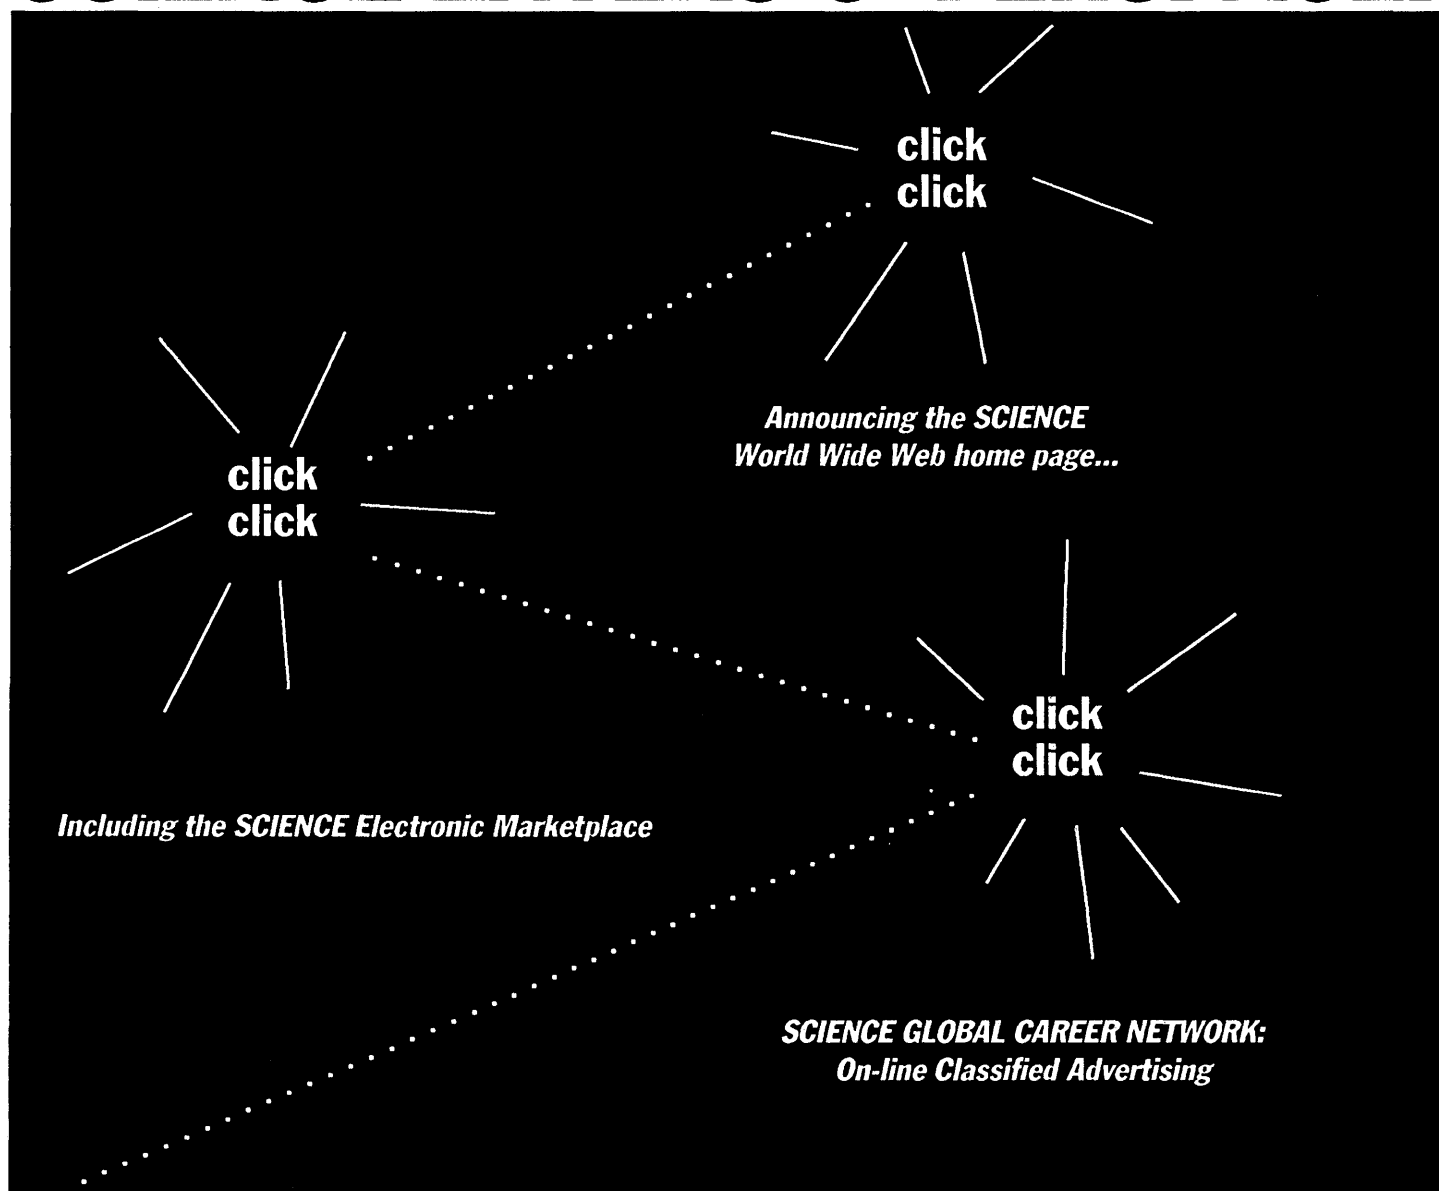 click
click
Announcing the SCIENCE
World Wide Web home page...
click
click
click
click
Including the SCIENCE Electronic Marketplace
SCIENCE GLOBAL CAREER NETWORK:
On-line Classified Advertising